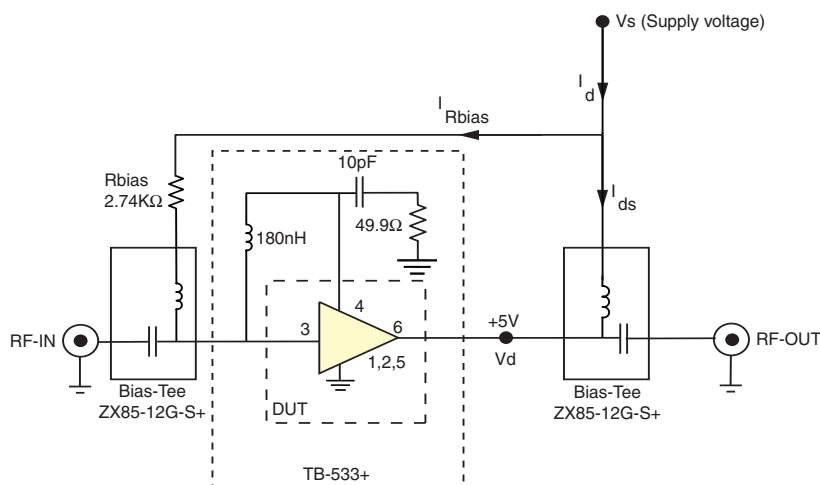 Vs (Supply voltage)
I d
I Rbias
10pF
Rbias
2.74KΩ
I ds
49.9Ω
180nH
4
3
6
+5V
RF-IN
RF-OUT
1,2,5
Vd
Bias-Tee
ZX85-12G-S+
DUT
Bias-Tee
ZX85-12G-S+
TB-533+